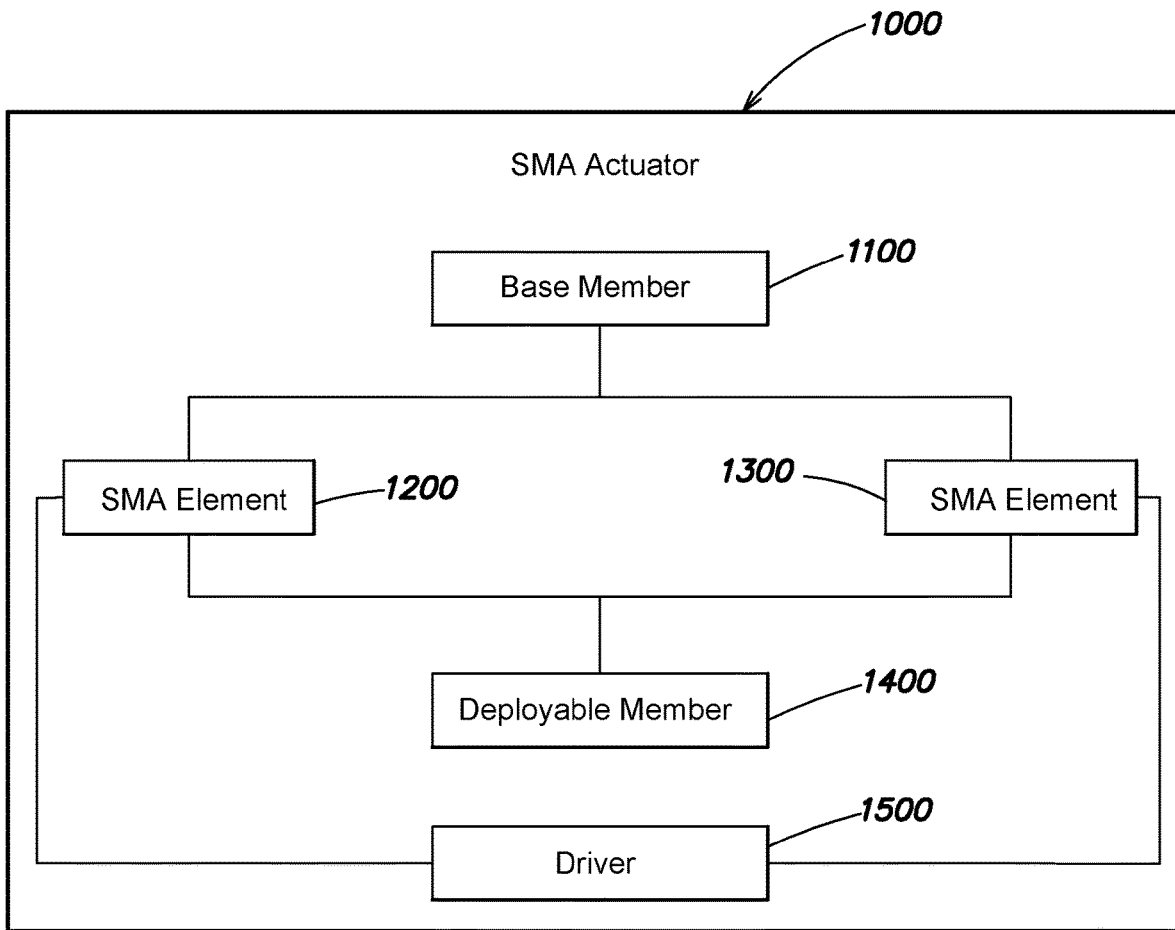 1000
SMA Actuator
1100
Base Member
SMA Element
1200
1300
SMA Element
1400
Deployable Member
1500
Driver